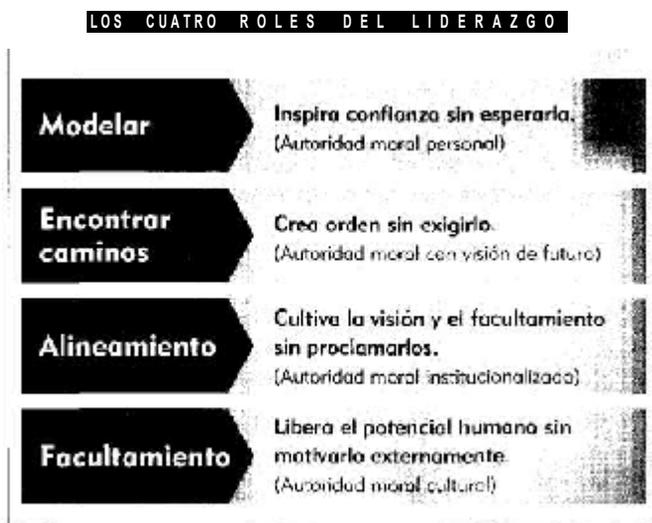 LOS CUATRO ROLES DEL LIDERAZGO
Modelar
Inspira confianza sin esperarla.
(Autoridad moral personal)
Encontrar
caminos
Crea orden sin exigirlo.
(Autoridad moral con visión de futuro)
Alineamiento
Cultiva la visión y el facultamiento
sin proclamarlos.
(Autoridad moral institucionalizada)
Facultamiento
Libera el potencial humano sin
motivarlo externamente.
(Autoridad moral cultural)